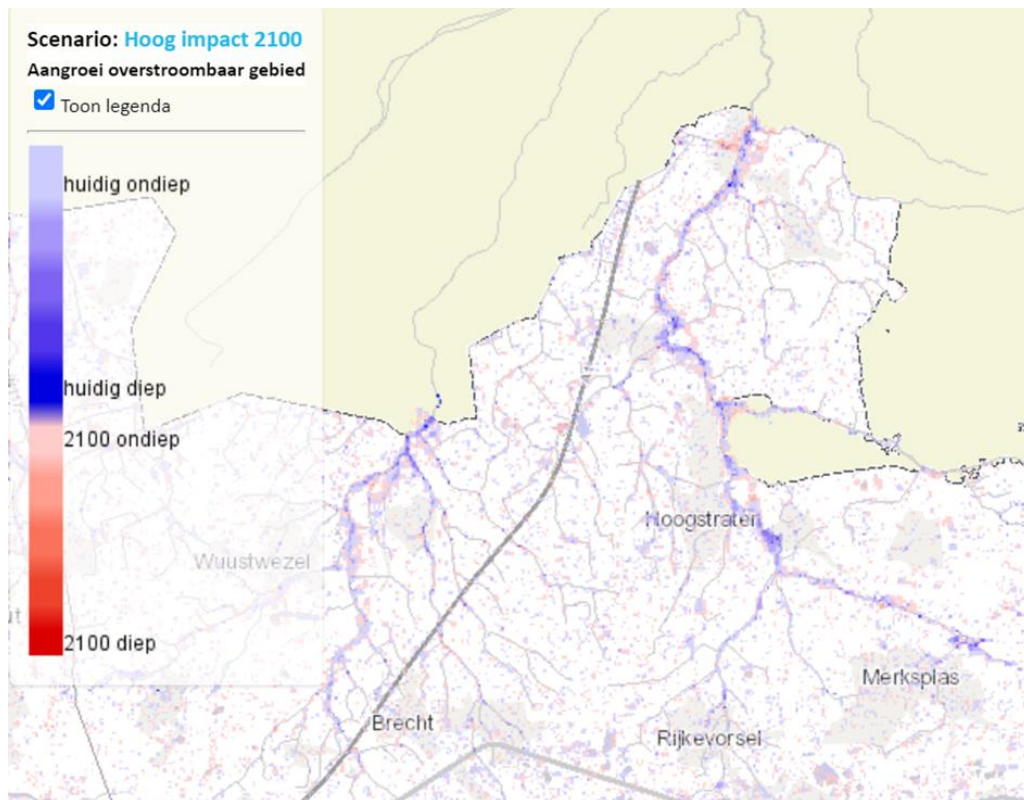 Scenario: Hoog impact 2100
Aangroei overstroombaar gebied
Toon legenda
huidig ondiep
huidig diep
2100 ondiep
2100 diep
Hoogstraten
Wuustwezel
Merksplas
Brecht
Rijkevorsel